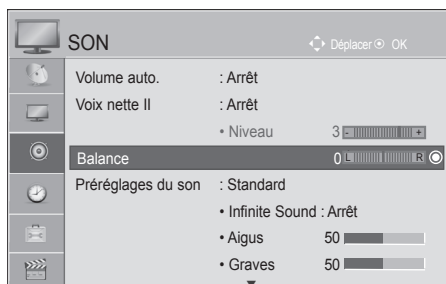 SON
Déplacer OK
Volume auto. : Arrêt
Voix nette II : Arrêt
• Niveau 3 - +
Balance 0 L R
Préréglages du son : Standard
• Infinite Sound : Arrêt
• Aigus 50
• Graves 50